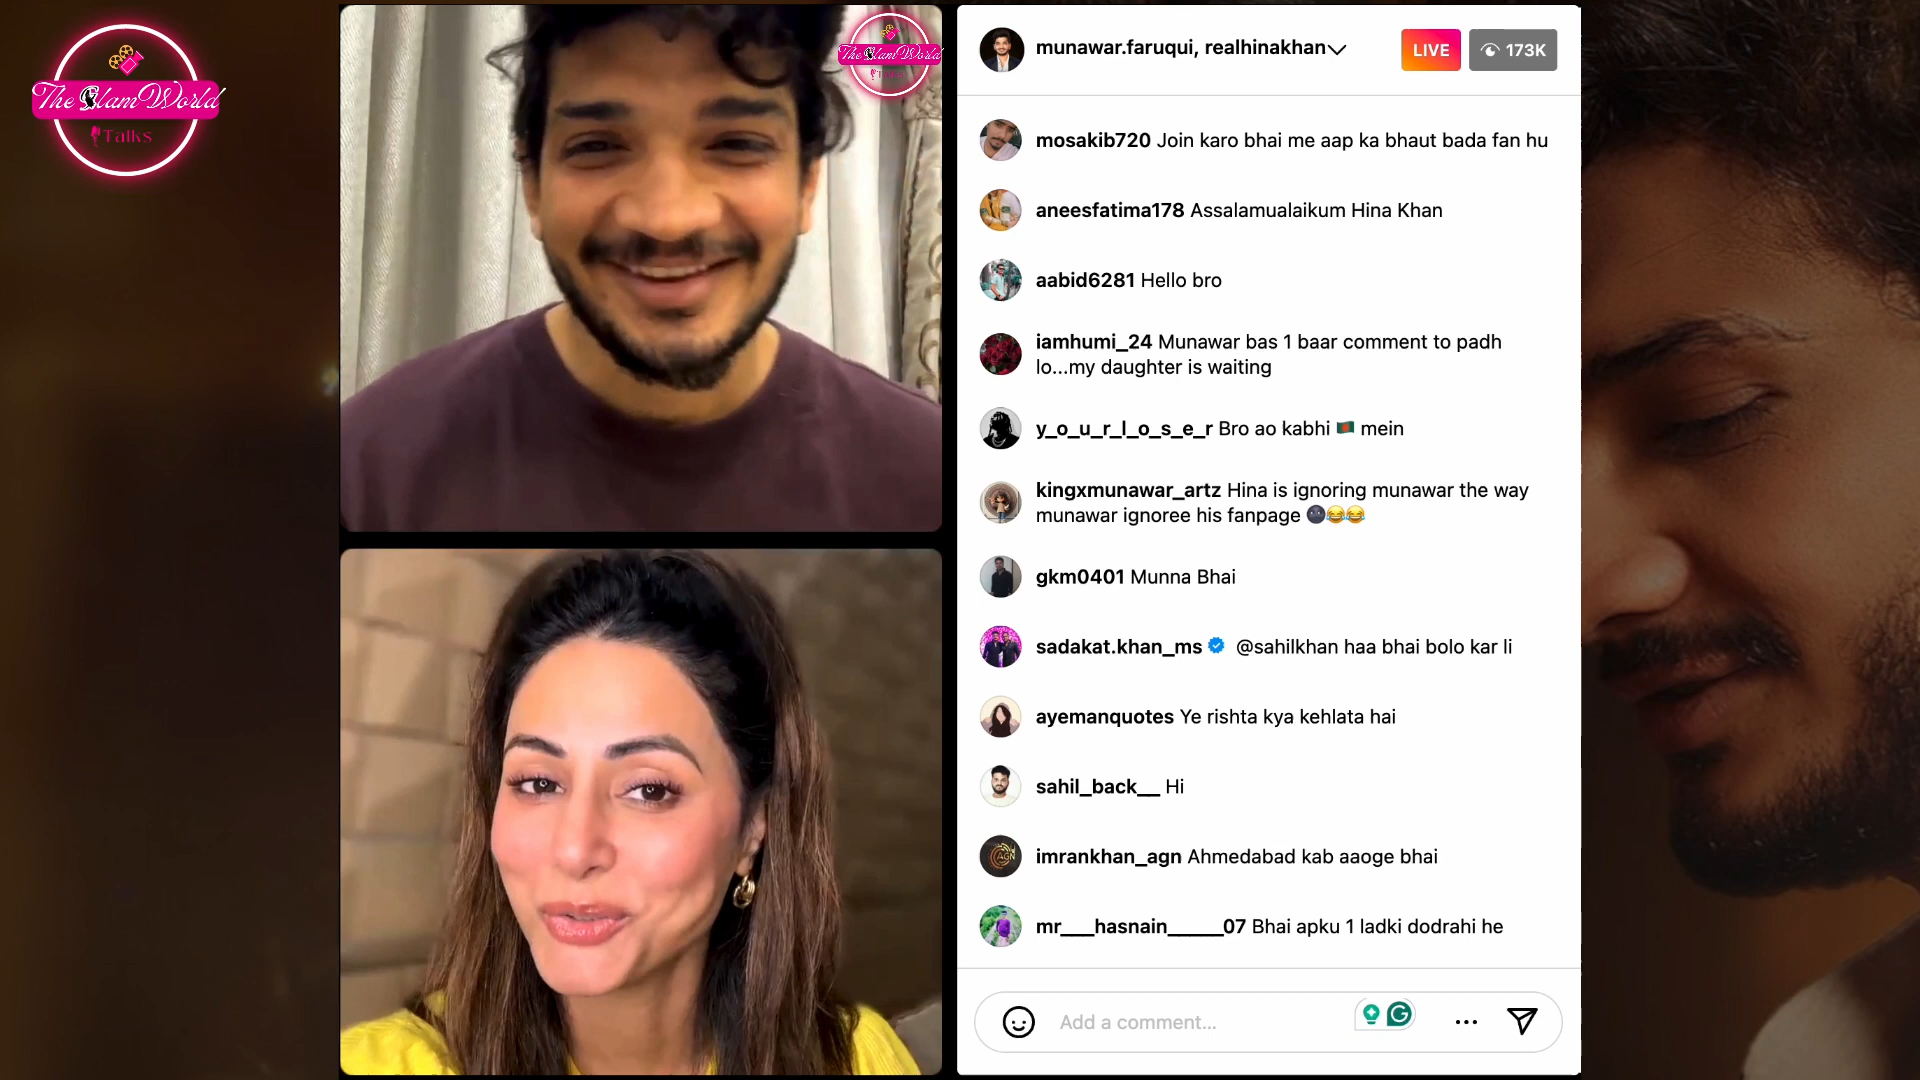 The Glam World
Talks
The Glam World
munawar.faruqui, realhinakhan
LIVE
173K
mosakib720 Join karo bhai me aap ka bhaut bada fan hu
aneesfatima178 Assalamualaikum Hina Khan
aabid6281 Hello bro
iamhumi_24 Munawar bas 1 baar comment to padh
lo...my daughter is waiting
y_o_u_r_l_o_s_e_r Bro ao kabhi 🇧🇩 mein
kingxmunawar_artz Hina is ignoring munawar the way
munawar ignoree his fanpage 🌚😂😂
gkm0401 Munna Bhai
sadakat.khan_ms @sahilkhan haa bhai bolo kar li
ayemanquotes Ye rishta kya kehlata hai
sahil_back__ Hi
AGN
imrankhan_agn Ahmedabad kab aaoge bhai
mr___hasnain_____07 Bhai apku 1 ladki dodrahi he
Add a comment...